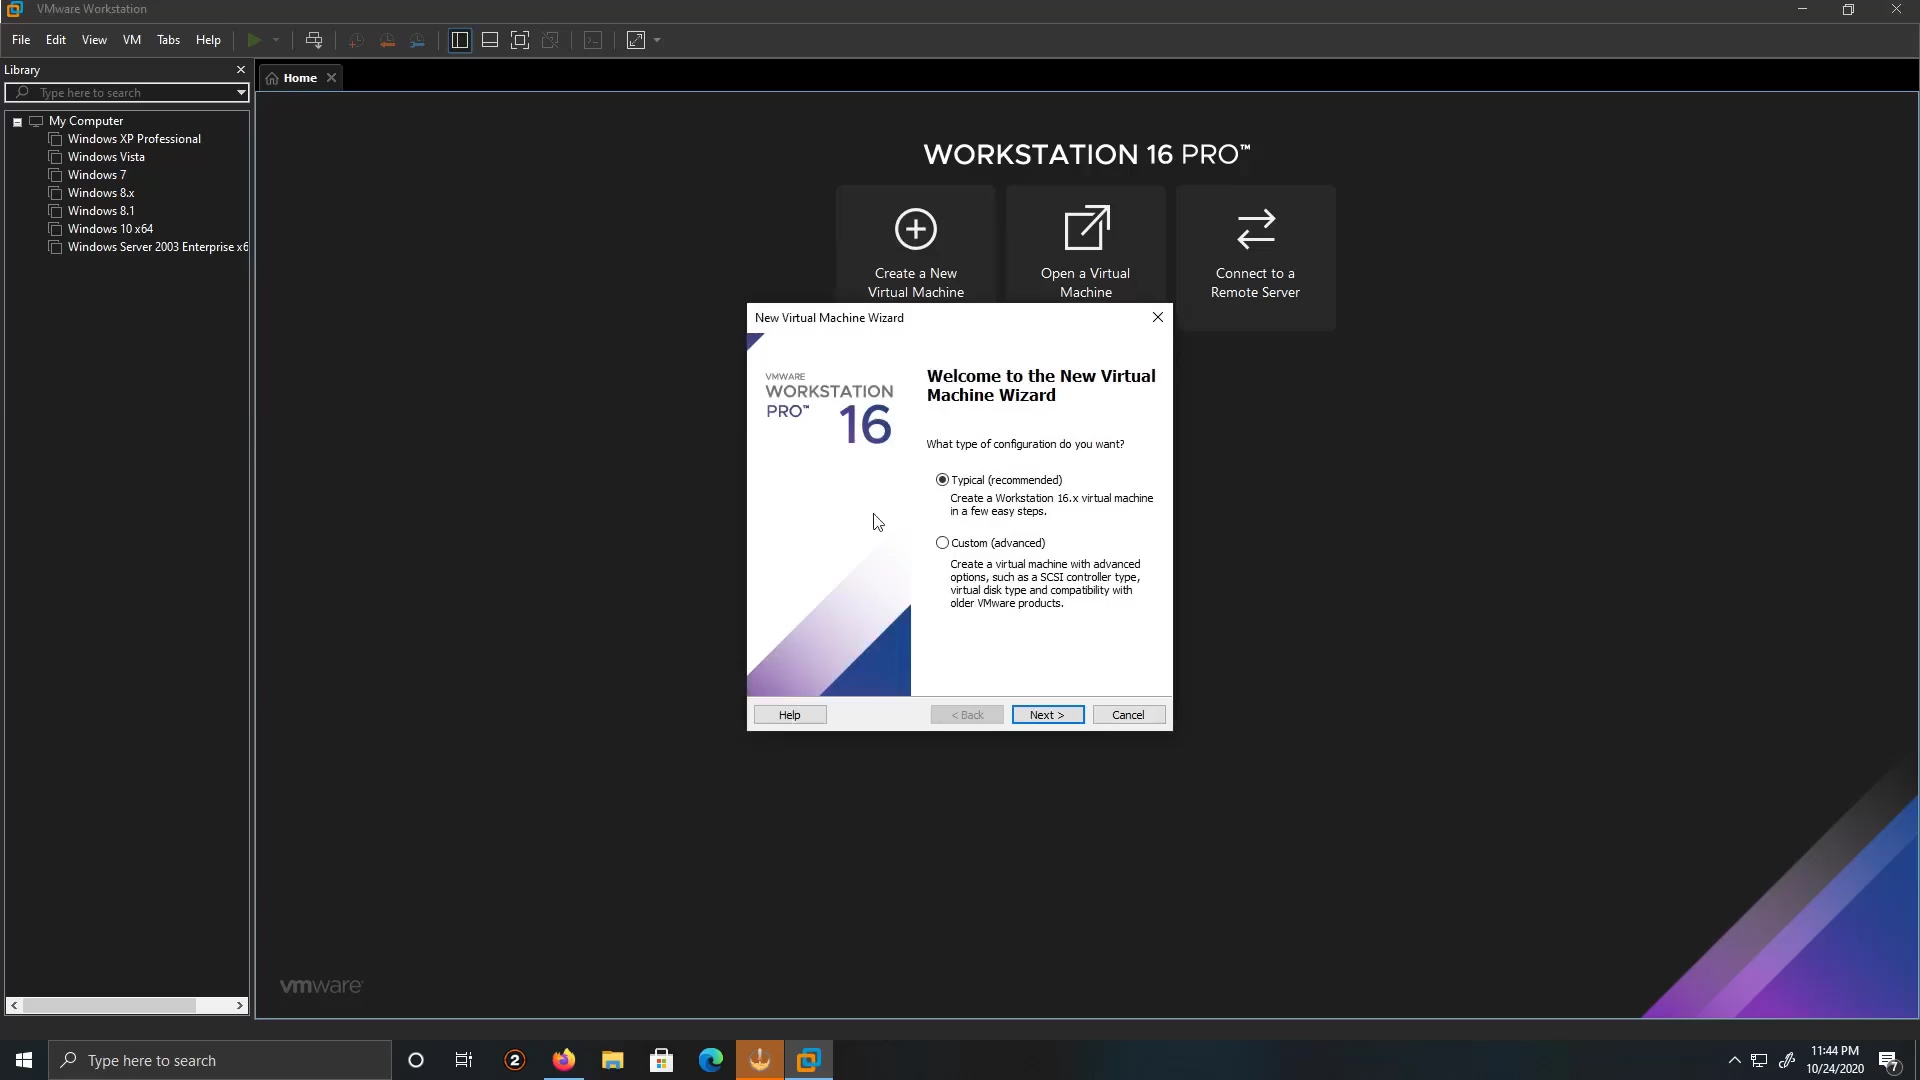 VMware Workstation
File Edit View VM Tabs Help
Library
Home
Type here to search
My Computer
Windows XP Professional
Windows Vista
Windows 7
Windows 8.x
Windows 8.1
Windows 10 x64
Windows Server 2003 Enterprise x6
WORKSTATION 16 PRO™
Create a New
Virtual Machine
Open a Virtual
Machine
Connect to a
Remote Server
New Virtual Machine Wizard
VMWARE
WORKSTATION
PRO™ 16
Welcome to the New Virtual
Machine Wizard
What type of configuration do you want?
Typical (recommended)
Create a Workstation 16.x virtual machine
in a few easy steps.
Custom (advanced)
Create a virtual machine with advanced
options, such as a SCSI controller type,
virtual disk type and compatibility with
older VMware products.
Help < Back Next > Cancel
vmware
Type here to search
2
11:44 PM
10/24/2020
7